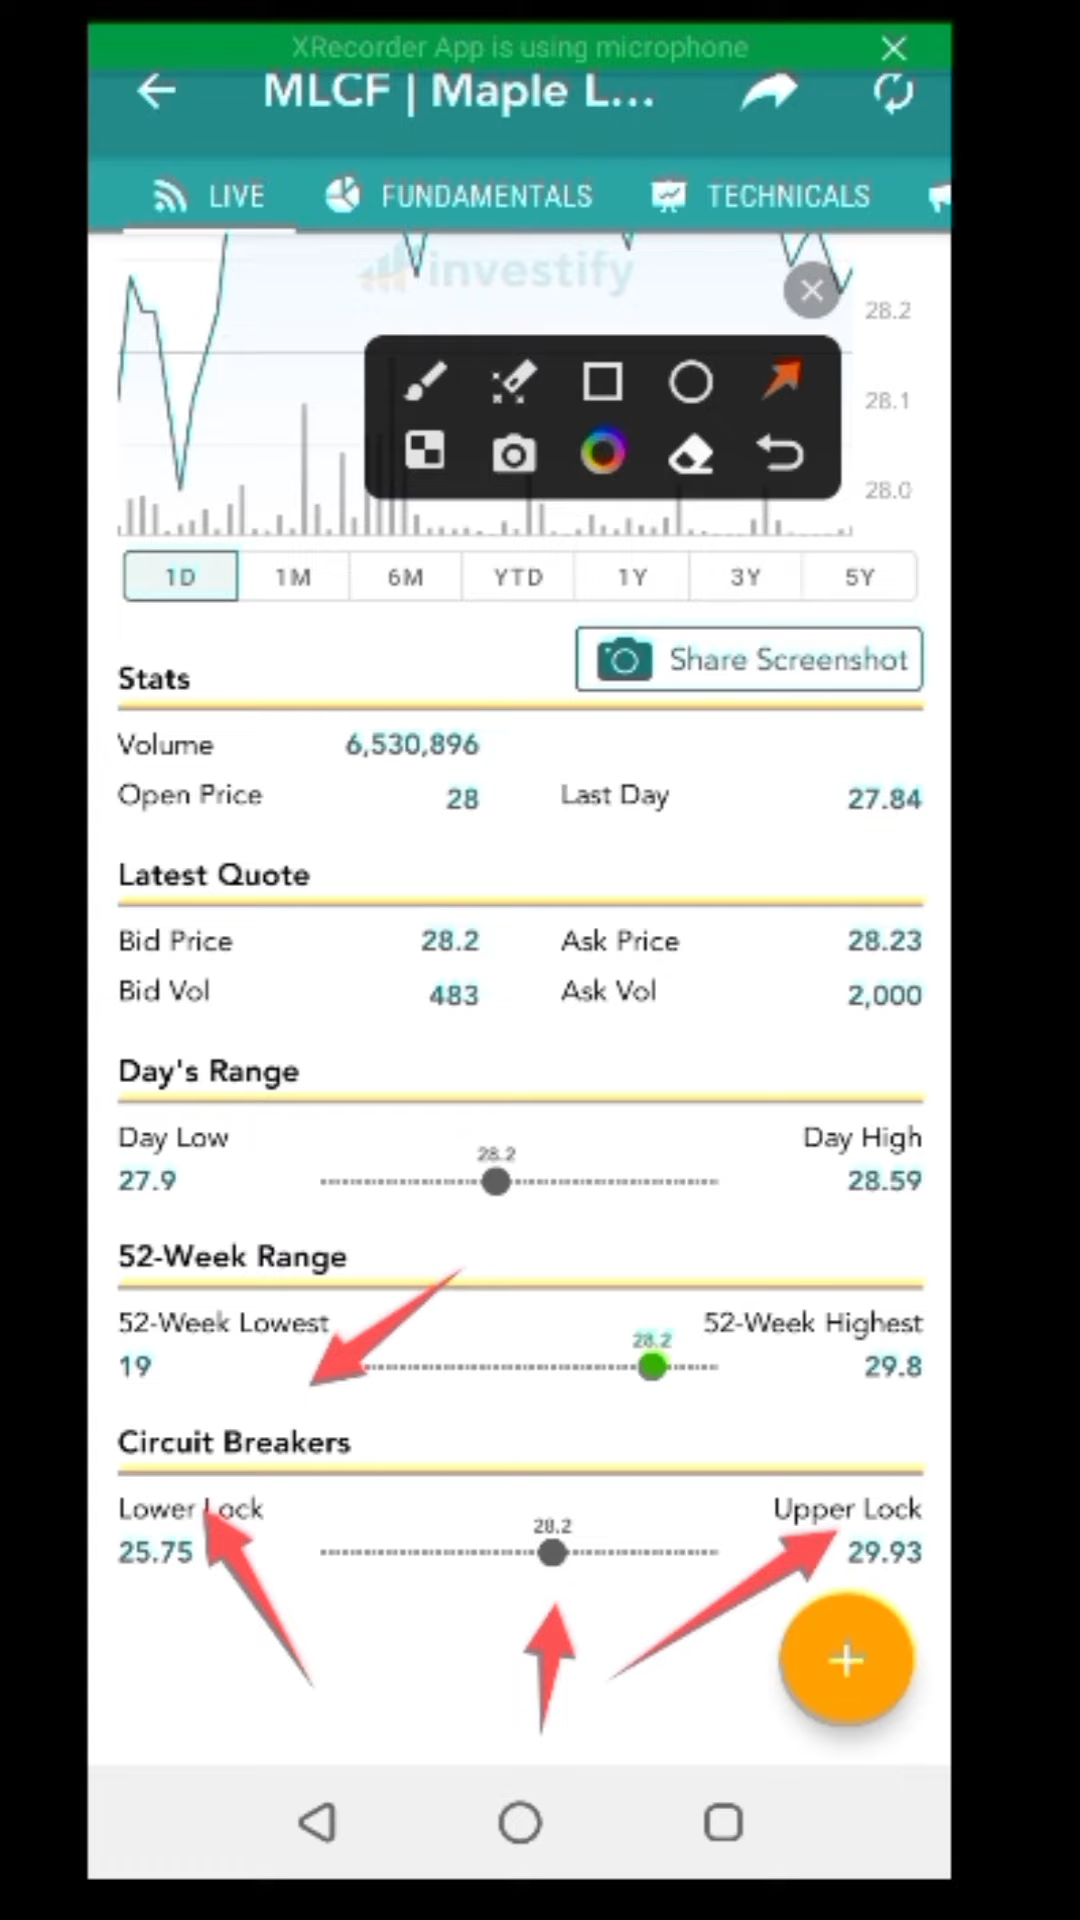 XRecorder App is using microphone
MLCF | Maple L...
LIVE FUNDAMENTALS TECHNICALS
investify
28.2
28.1
28.0
1D 1M 6M YTD 1Y 3Y 5Y
Share Screenshot
Stats
Volume 6,530,896
Open Price 28 Last Day 27.84
Latest Quote
Bid Price 28.2 Ask Price 28.23
Bid Vol 483 Ask Vol 2,000
Day's Range
Day Low Day High
28.2
27.9 28.59
52-Week Range
52-Week Lowest 52-Week Highest
28.2
19 29.8
Circuit Breakers
Lower Lock Upper Lock
28.2
25.75 29.93